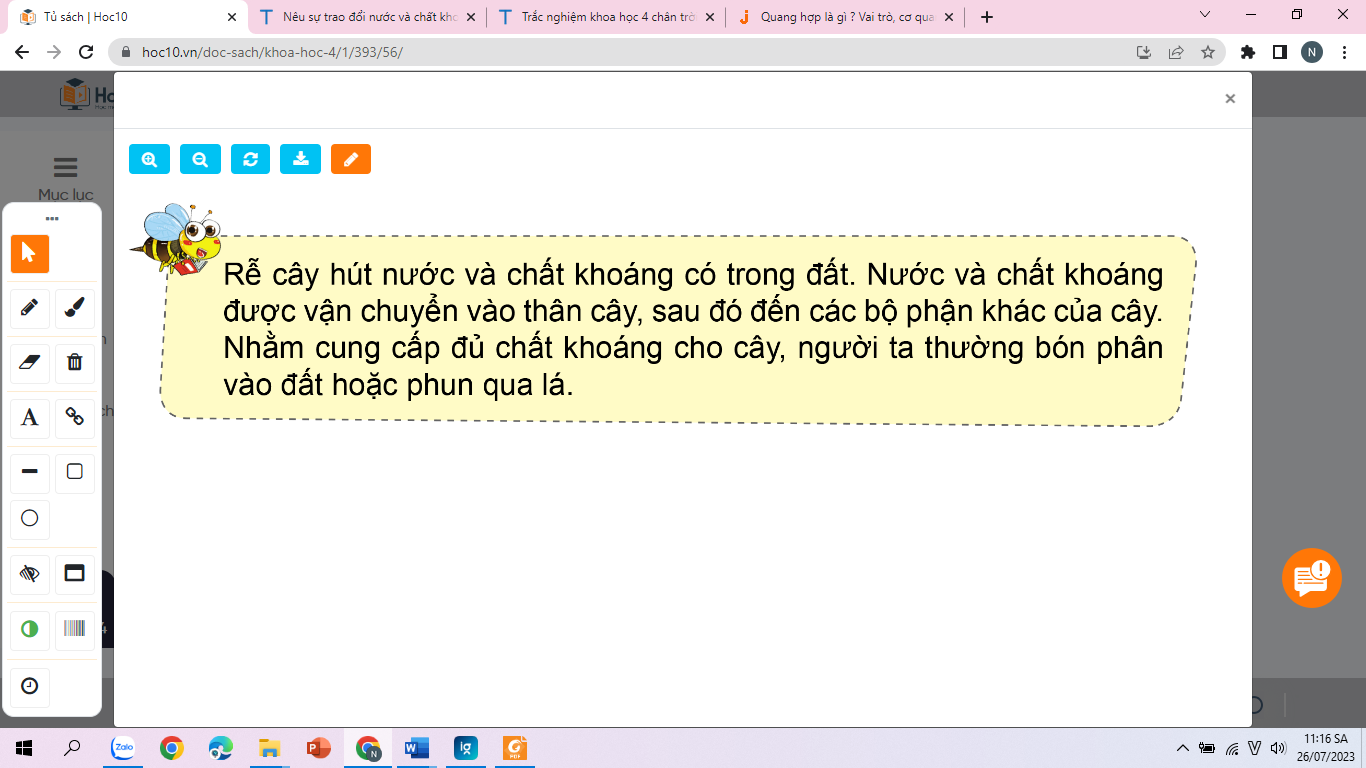 Tủ sách | Hoc10
Nêu sự trao đổi nước và chất kho
Trắc nghiệm khoa học 4 chân trờ
Quang hợp là gì ? Vai trò, cơ qua
hoc10.vn/doc-sach/khoa-hoc-4/1/393/56/
N
Mục lục
Rễ cây hút nước và chất khoáng có trong đất. Nước và chất khoáng
được vận chuyển vào thân cây, sau đó đến các bộ phận khác của cây.
Nhằm cung cấp đủ chất khoáng cho cây, người ta thường bón phân
vào đất hoặc phun qua lá.
11:16 SA
26/07/2023